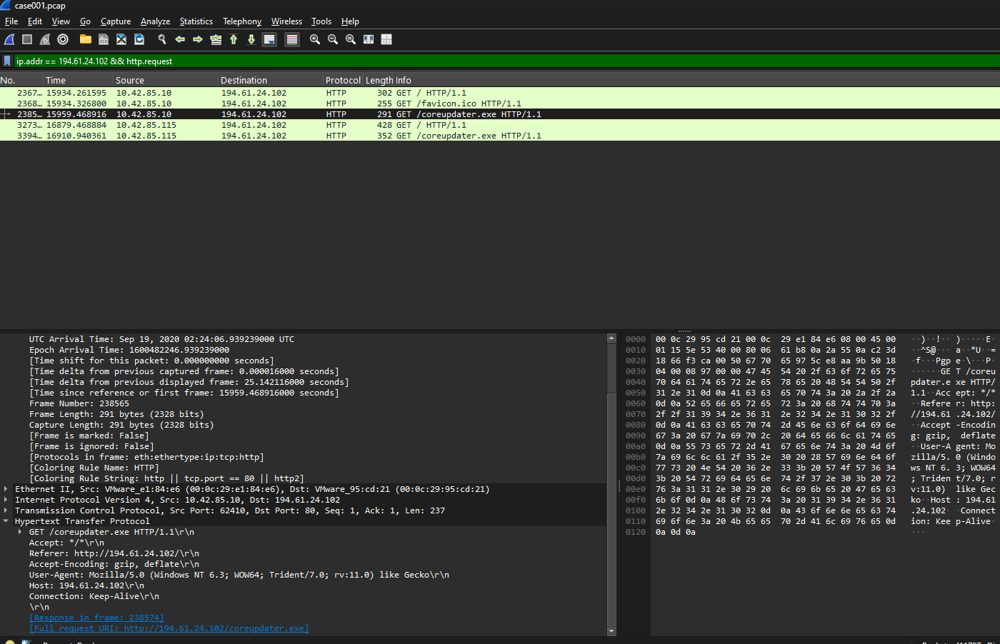 case001.pcap
File Edit View Go Capture Analyze Statistics Telephony Wireless Tools Help
ip.addr == 194.61.24.102 && http.request
No. Time Source Destination Protocol Length Info
2367… 15934.261595 10.42.85.10 194.61.24.102 HTTP 302 GET / HTTP/1.1
2368… 15934.326800 10.42.85.10 194.61.24.102 HTTP 255 GET /favicon.ico HTTP/1.1
2385… 15959.468916 10.42.85.10 194.61.24.102 HTTP 291 GET /coreupdater.exe HTTP/1.1
3273… 16879.468884 10.42.85.115 194.61.24.102 HTTP 428 GET / HTTP/1.1
3394… 16910.940361 10.42.85.115 194.61.24.102 HTTP 352 GET /coreupdater.exe HTTP/1.1
UTC Arrival Time: Sep 19, 2020 02:24:06.939239000 UTC
Epoch Arrival Time: 1600482246.939239000
[Time shift for this packet: 0.000000000 seconds]
[Time delta from previous captured frame: 0.000016000 seconds]
[Time delta from previous displayed frame: 25.142116000 seconds]
[Time since reference or first frame: 15959.468916000 seconds]
Frame Number: 238565
Frame Length: 291 bytes (2328 bits)
Capture Length: 291 bytes (2328 bits)
[Frame is marked: False]
[Frame is ignored: False]
[Protocols in frame: eth:ethertype:ip:tcp:http]
[Coloring Rule Name: HTTP]
[Coloring Rule String: http || tcp.port == 80 || http2]
Ethernet II, Src: VMware_e1:84:e6 (00:0c:29:e1:84:e6), Dst: VMware_95:cd:21 (00:0c:29:95:cd:21)
Internet Protocol Version 4, Src: 10.42.85.10, Dst: 194.61.24.102
Transmission Control Protocol, Src Port: 62410, Dst Port: 80, Seq: 1, Ack: 1, Len: 237
Hypertext Transfer Protocol
GET /coreupdater.exe HTTP/1.1\r\n
Accept: */*\r\n
Referer: http://194.61.24.102/\r\n
Accept-Encoding: gzip, deflate\r\n
User-Agent: Mozilla/5.0 (Windows NT 6.3; WOW64; Trident/7.0; rv:11.0) like Gecko\r\n
Host: 194.61.24.102\r\n
Connection: Keep-Alive\r\n
\r\n
[Response in frame: 238574]
[Full request URI: http://194.61.24.102/coreupdater.exe]
0000 00 0c 29 95 cd 21 00 0c 29 e1 84 e6 08 00 45 00 ··)··!·· )·····E·
0010 01 15 5e 53 40 00 80 06 61 b8 0a 2a 55 0a c2 3d ··^S@··· a··*U··=
0020 18 66 f3 ca 00 50 67 70 65 97 5c e8 aa 9b 50 18 ·f···Pgp e·\···P·
0030 04 00 08 97 00 00 47 45 54 20 2f 63 6f 72 65 75 ······GE T /coreu
0040 70 64 61 74 65 72 2e 65 78 65 20 48 54 54 50 2f pdater.e xe HTTP/
0050 31 2e 31 0d 0a 41 63 63 65 70 74 3a 20 2a 2f 2a 1.1··Acc ept: */*
0060 0d 0a 52 65 66 65 72 65 72 3a 20 68 74 74 70 3a ··Refere r: http:
0070 2f 2f 31 39 34 2e 36 31 2e 32 34 2e 31 30 32 2f //194.61 .24.102/
0080 0d 0a 41 63 63 65 70 74 2d 45 6e 63 6f 64 69 6e ··Accept -Encodin
0090 67 3a 20 67 7a 69 70 2c 20 64 65 66 6c 61 74 65 g: gzip, deflate
00a0 0d 0a 55 73 65 72 2d 41 67 65 6e 74 3a 20 4d 6f ··User-A gent: Mo
00b0 7a 69 6c 6c 61 2f 35 2e 30 20 28 57 69 6e 64 6f zilla/5. 0 (Windo
00c0 77 73 20 4e 54 20 36 2e 33 3b 20 57 4f 57 36 34 ws NT 6. 3; WOW64
00d0 3b 20 54 72 69 64 65 6e 74 2f 37 2e 30 3b 20 72 ; Triden t/7.0; r
00e0 76 3a 31 31 2e 30 29 20 6c 69 6b 65 20 47 65 63 v:11.0) like Gec
00f0 6b 6f 0d 0a 48 6f 73 74 3a 20 31 39 34 2e 36 31 ko··Host : 194.61
0100 2e 32 34 2e 31 30 32 0d 0a 43 6f 6e 6e 65 63 74 .24.102· ·Connect
0110 69 6f 6e 3a 20 4b 65 65 70 2d 41 6c 69 76 65 0d ion: Kee p-Alive·
0120 0a 0d 0a ···